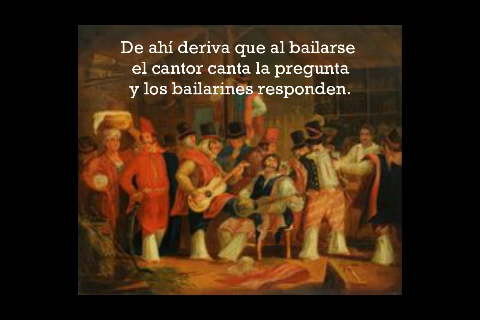 De ahí deriva que al bailarse
el cantor canta la pregunta
y los bailarines responden.